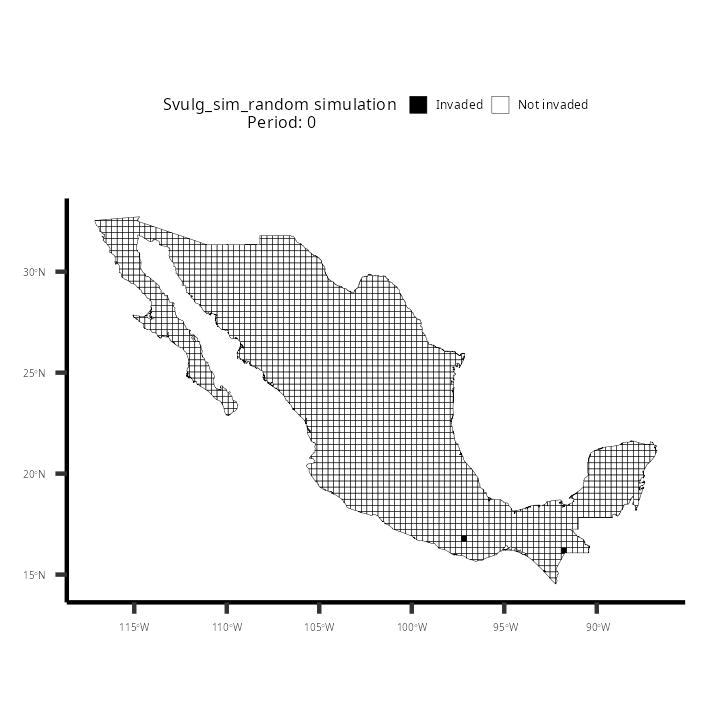 Svulg_sim_random simulation
Period: 0
Invaded
Not invaded
30°N
25°N
20°N
15°N
115°W
110°W
105°W
100°W
95°W
90°W